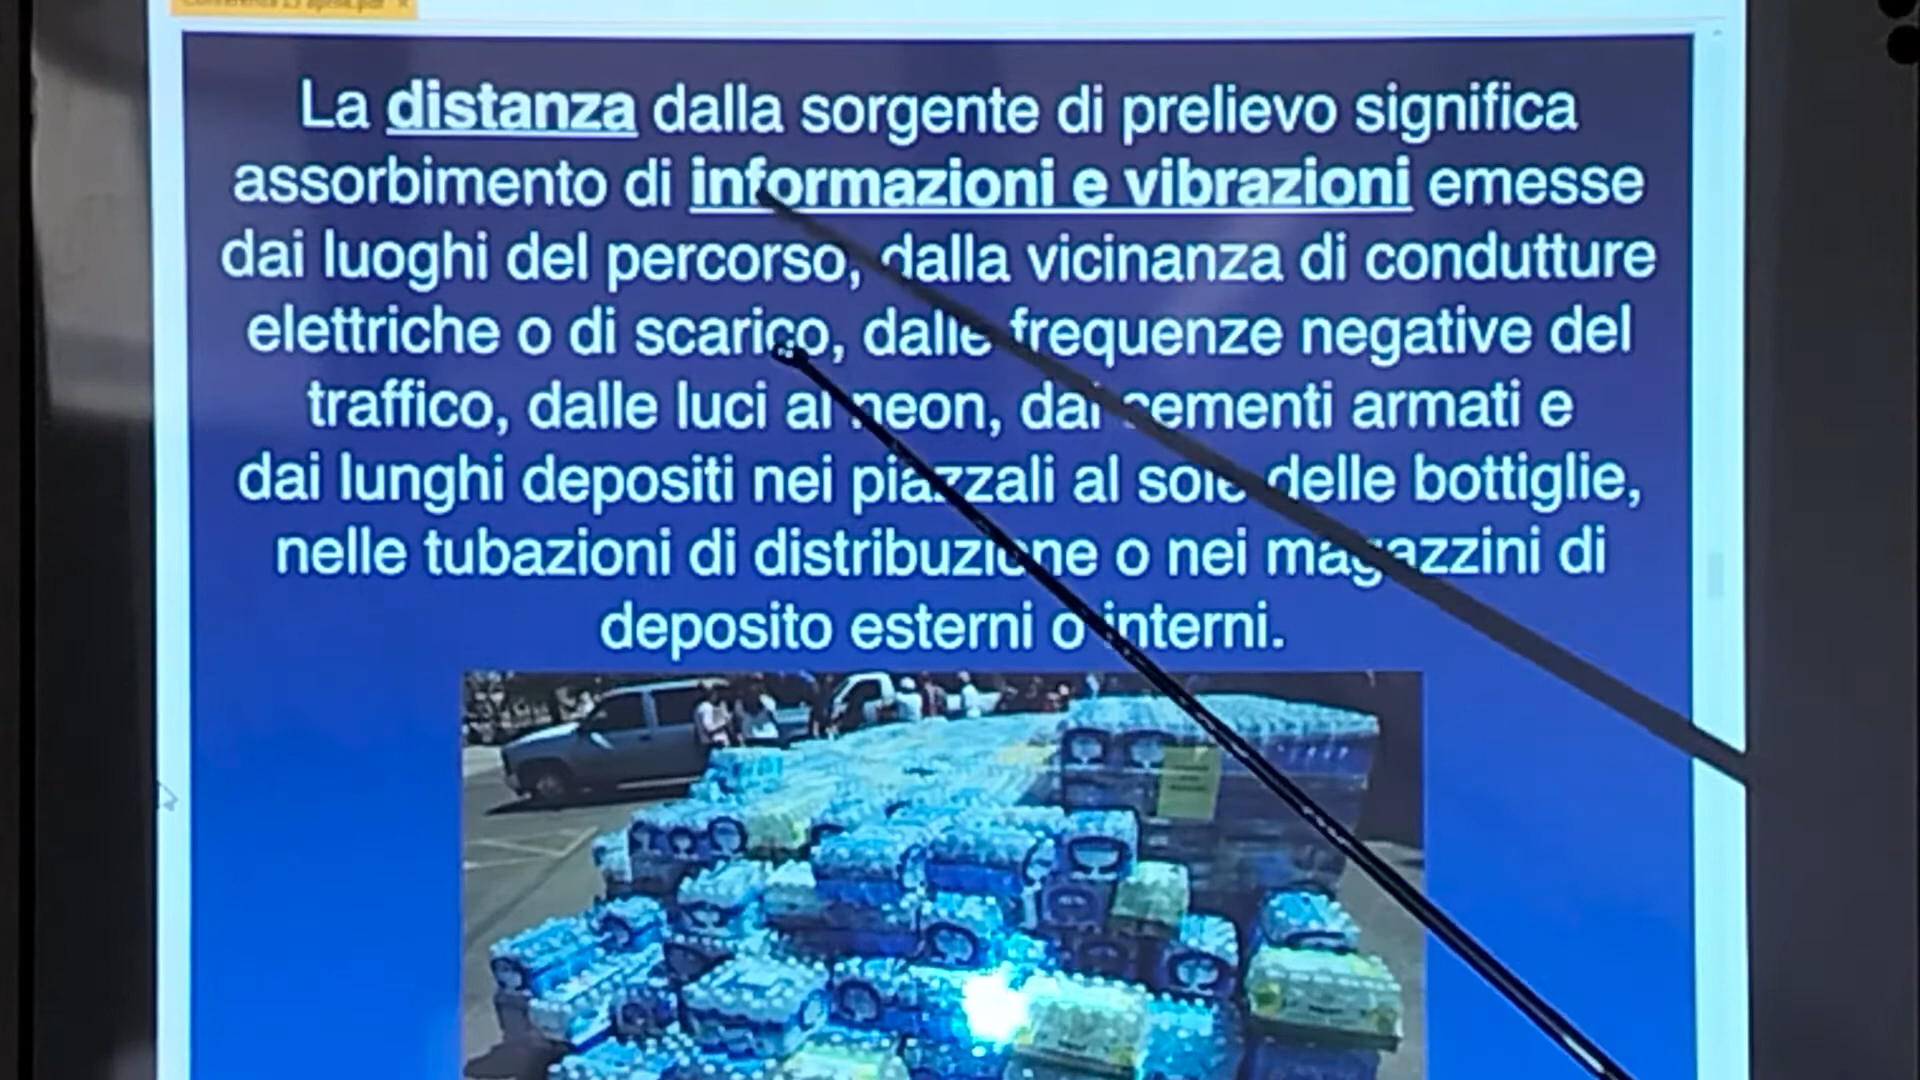 La distanza dalla sorgente di prelievo significa
assorbimento di informazioni e vibrazioni emesse
dai luoghi del percorso, dalla vicinanza di condutture
elettriche o di scarico, dalle frequenze negative del
traffico, dalle luci al neon, dai cementi armati e
dai lunghi depositi nei piazzali al sole delle bottiglie,
nelle tubazioni di distribuzione o nei magazzini di
deposito esterni o interni.